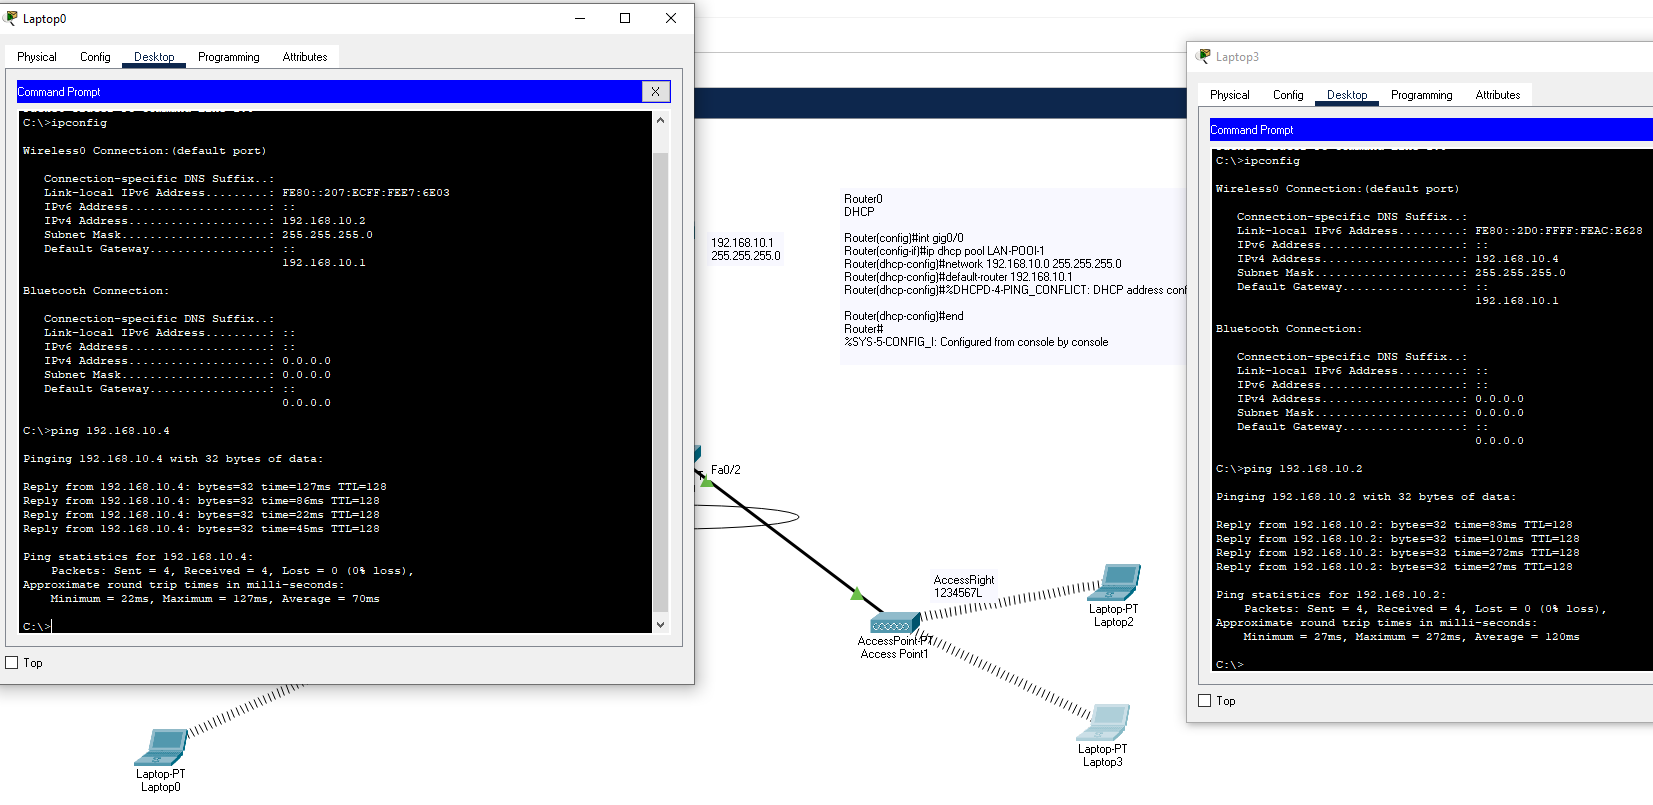 Laptop0
Physical Config Desktop Programming Attributes
Command Prompt
X
C:\>ipconfig
Wireless0 Connection:(default port)
Connection-specific DNS Suffix..:
Link-local IPv6 Address.........: FE80::207:ECFF:FEE7:6E03
IPv6 Address....................: ::
IPv4 Address....................: 192.168.10.2
Subnet Mask.....................: 255.255.255.0
Default Gateway.................: ::
192.168.10.1
Bluetooth Connection:
Connection-specific DNS Suffix..:
Link-local IPv6 Address.........: ::
IPv6 Address....................: ::
IPv4 Address....................: 0.0.0.0
Subnet Mask.....................: 0.0.0.0
Default Gateway.................: ::
0.0.0.0
C:\>ping 192.168.10.4
Pinging 192.168.10.4 with 32 bytes of data:
Reply from 192.168.10.4: bytes=32 time=127ms TTL=128
Reply from 192.168.10.4: bytes=32 time=86ms TTL=128
Reply from 192.168.10.4: bytes=32 time=22ms TTL=128
Reply from 192.168.10.4: bytes=32 time=45ms TTL=128
Ping statistics for 192.168.10.4:
Packets: Sent = 4, Received = 4, Lost = 0 (0% loss),
Approximate round trip times in milli-seconds:
Minimum = 22ms, Maximum = 127ms, Average = 70ms
C:\>
Top
192.168.10.1
255.255.255.0
Router0
DHCP
Router(config)#int gig0/0
Router(config-if)#ip dhcp pool LAN-POOl-1
Router(dhcp-config)#network 192.168.10.0 255.255.255.0
Router(dhcp-config)#default-router 192.168.10.1
Router(dhcp-config)#%DHCPD-4-PING_CONFLICT: DHCP address conf
Router(dhcp-config)#end
Router#
%SYS-5-CONFIG_I: Configured from console by console
Fa0/2
AccessRight
1234567L
AccessPoint-PT
Access Point1
Laptop-PT
Laptop2
Laptop-PT
Laptop3
Laptop-PT
Laptop0
Laptop3
Physical Config Desktop Programming Attributes
Command Prompt
C:\>ipconfig
Wireless0 Connection:(default port)
Connection-specific DNS Suffix..:
Link-local IPv6 Address.........: FE80::2D0:FFFF:FEAC:E628
IPv6 Address....................: ::
IPv4 Address....................: 192.168.10.4
Subnet Mask.....................: 255.255.255.0
Default Gateway.................: ::
192.168.10.1
Bluetooth Connection:
Connection-specific DNS Suffix..:
Link-local IPv6 Address.........: ::
IPv6 Address....................: ::
IPv4 Address....................: 0.0.0.0
Subnet Mask.....................: 0.0.0.0
Default Gateway.................: ::
0.0.0.0
C:\>ping 192.168.10.2
Pinging 192.168.10.2 with 32 bytes of data:
Reply from 192.168.10.2: bytes=32 time=83ms TTL=128
Reply from 192.168.10.2: bytes=32 time=101ms TTL=128
Reply from 192.168.10.2: bytes=32 time=272ms TTL=128
Reply from 192.168.10.2: bytes=32 time=27ms TTL=128
Ping statistics for 192.168.10.2:
Packets: Sent = 4, Received = 4, Lost = 0 (0% loss),
Approximate round trip times in milli-seconds:
Minimum = 27ms, Maximum = 272ms, Average = 120ms
C:\>
Top